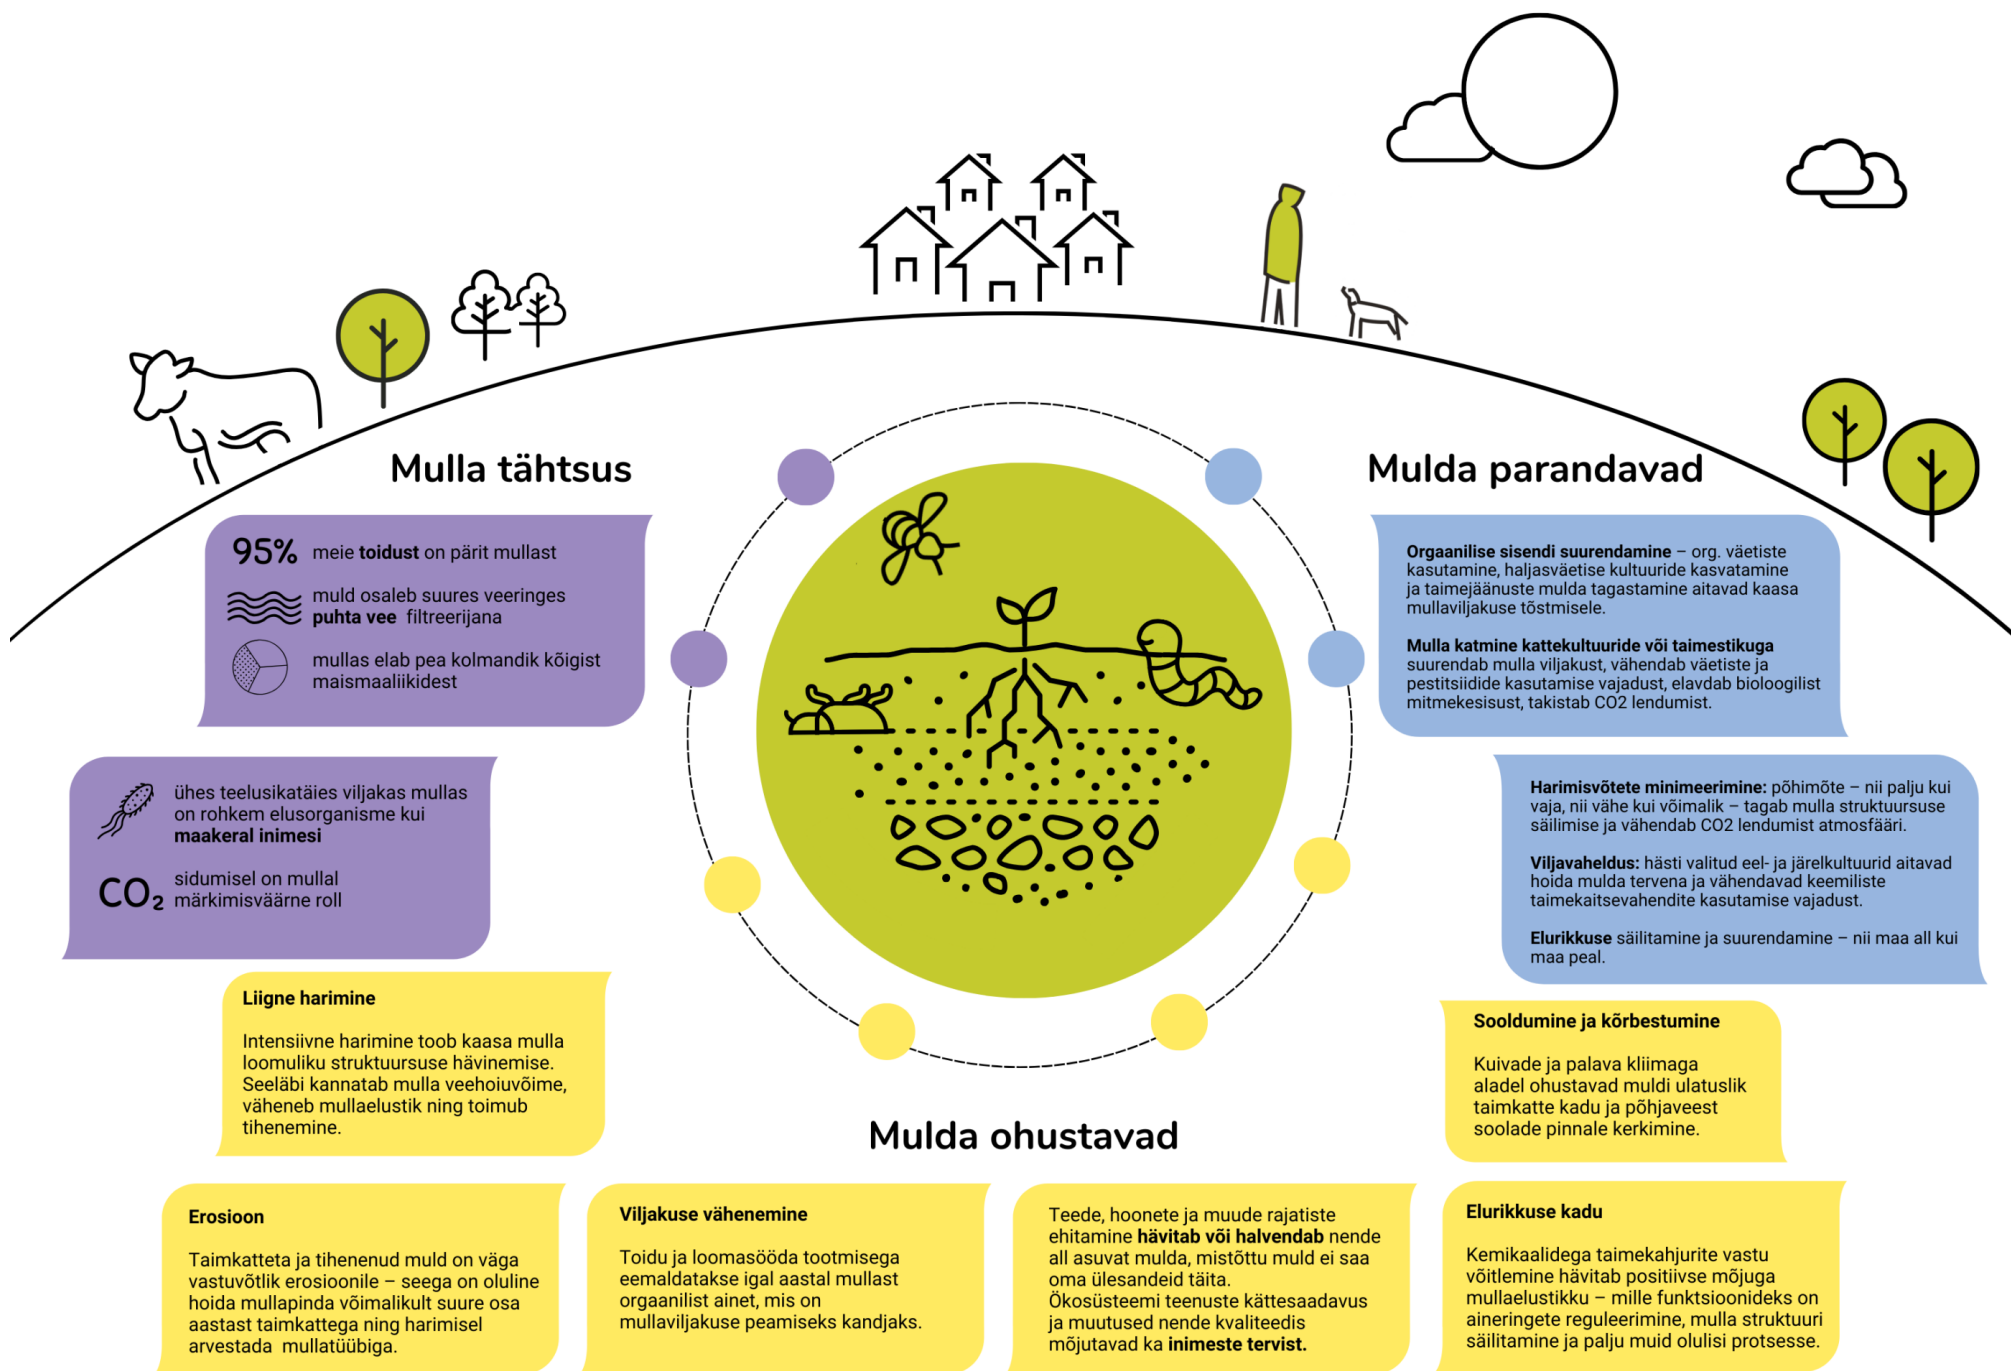 Mulla tähtsus
95% meie toidust on pärit mullast
muld osaleb suures veeringes
puhta vee filtreerijana
mullas elab pea kolmandik kõigist
maismaaliikidest
ühes teelusikatäies viljakas mullas
on rohkem elusorganisme kui
maakeral inimesi
CO₂ sidumisel on mullal
märkimisväärne roll
Mulda parandavad
Orgaanilise sisendi suurendamine – org. väetiste
kasutamine, haljasväetise kultuuride kasvatamine
ja taimejäänuste mulda tagastamine aitavad kaasa
mullaviljakuse tõstmisele.
Mulla katmine kattekultuuride või taimestikuga
suurendab mulla viljakust, vähendab väetiste ja
pestitsiidide kasutamise vajadust, elavdab bioloogilist
mitmekesisust, takistab CO2 lendumist.
Harimisvõtete minimeerimine: põhimõte – nii palju kui
vaja, nii vähe kui võimalik – tagab mulla struktuursuse
säilimise ja vähendab CO2 lendumist atmosfääri.
Viljavaheldus: hästi valitud eel- ja järelkultuurid aitavad
hoida mulda tervena ja vähendavad keemiliste
taimekaitsevahendite kasutamise vajadust.
Elurikkuse säilitamine ja suurendamine – nii maa all kui
maa peal.
Mulda ohustavad
Liigne harimine
Intensiivne harimine toob kaasa mulla
loomuliku struktuursuse hävinemise.
Seeläbi kannatab mulla veehoiuvõime,
väheneb mullaelustik ning toimub
tihenemine.
Erosioon
Taimkatteta ja tihenenud muld on väga
vastuvõtlik erosioonile – seega on oluline
hoida mullapinda võimalikult suure osa
aastast taimkattega ning harimisel
arvestada mullatüübiga.
Viljakuse vähenemine
Toidu ja loomasööda tootmisega
eemaldatakse igal aastal mullast
orgaanilist ainet, mis on
mullaviljakuse peamiseks kandjaks.
Teede, hoonete ja muude rajatiste
ehitamine hävitab või halvendab nende
all asuvat mulda, mistõttu muld ei saa
oma ülesandeid täita.
Ökosüsteemi teenuste kättesaadavus
ja muutused nende kvaliteedis
mõjutavad ka inimeste tervist.
Sooldumine ja kõrbestumine
Kuivade ja palava kliimaga
aladel ohustavad muldi ulatuslik
taimkatte kadu ja põhjaveest
soolade pinnale kerkimine.
Elurikkuse kadu
Kemikaalidega taimekahjurite vastu
võitlemine hävitab positiivse mõjuga
mullaelustikku – mille funktsioonideks on
aineringete reguleerimine, mulla struktuuri
säilitamine ja palju muid olulisi protsesse.